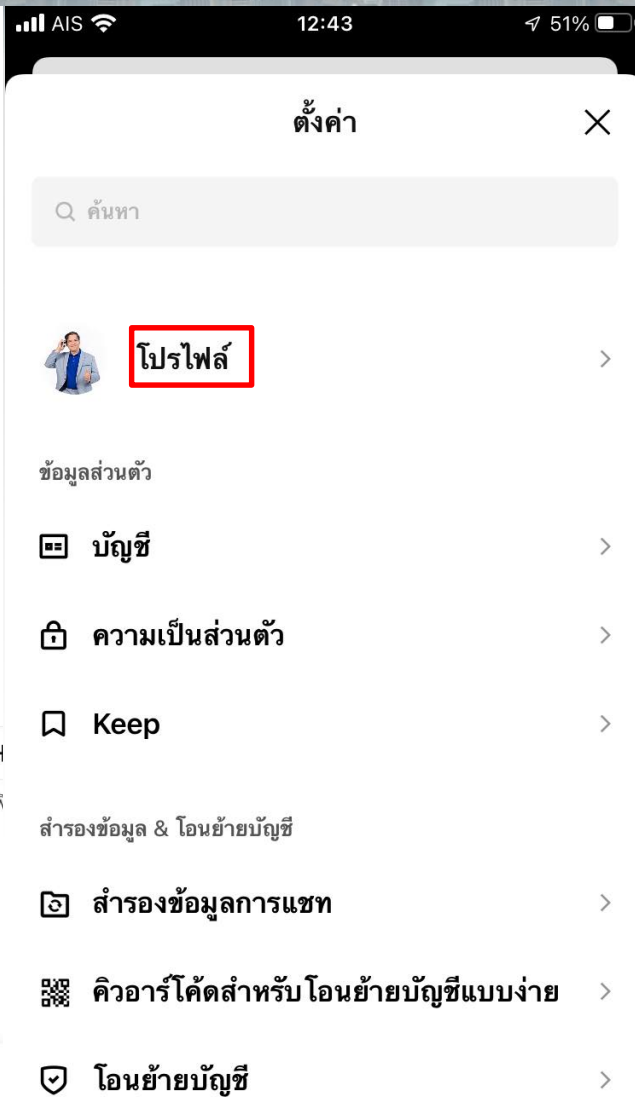 AIS 12:43 51%
ตั้งค่า
ค้นหา
โปรไฟล์
ข้อมูลส่วนตัว
บัญชี
ความเป็นส่วนตัว
Keep
สำรองข้อมูล & โอนย้ายบัญชี
สำรองข้อมูลการแชท
คิวอาร์โค้ดสำหรับโอนย้ายบัญชีแบบง่าย
โอนย้ายบัญชี